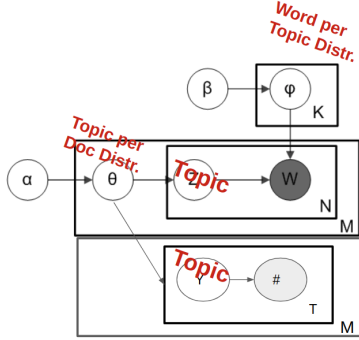 Word per
Topic Distr.
β
φ
K
Topic per
Doc Distr.
α
θ
Z
Topic
W
N
M
Topic
Y
#
T
M